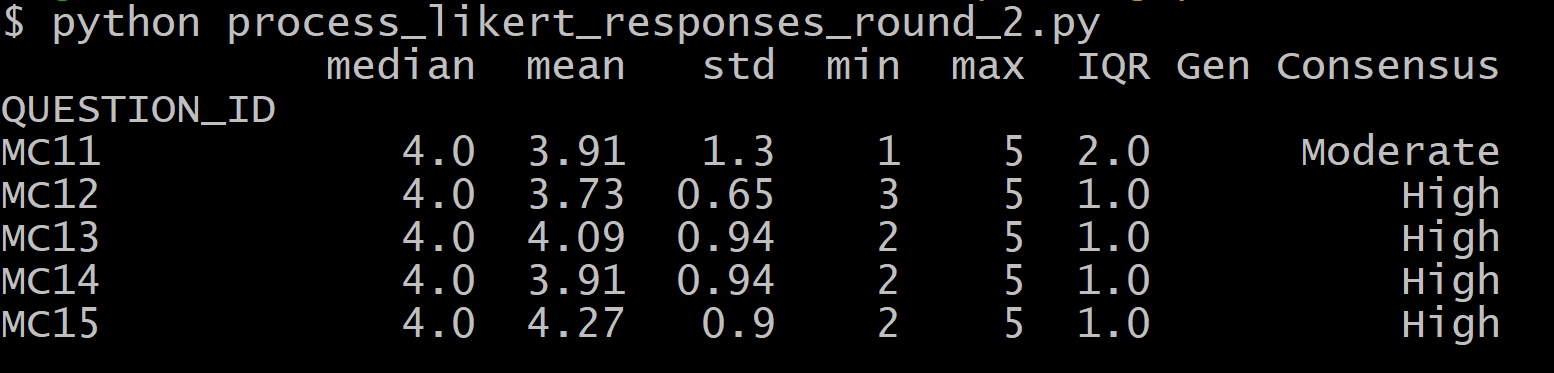 $ python process_likert_responses_round_2.py
median mean std min max IQR Gen Consensus
QUESTION_ID
MC11 4.0 3.91 1.3 1 5 2.0 Moderate
MC12 4.0 3.73 0.65 3 5 1.0 High
MC13 4.0 4.09 0.94 2 5 1.0 High
MC14 4.0 3.91 0.94 2 5 1.0 High
MC15 4.0 4.27 0.9 2 5 1.0 High